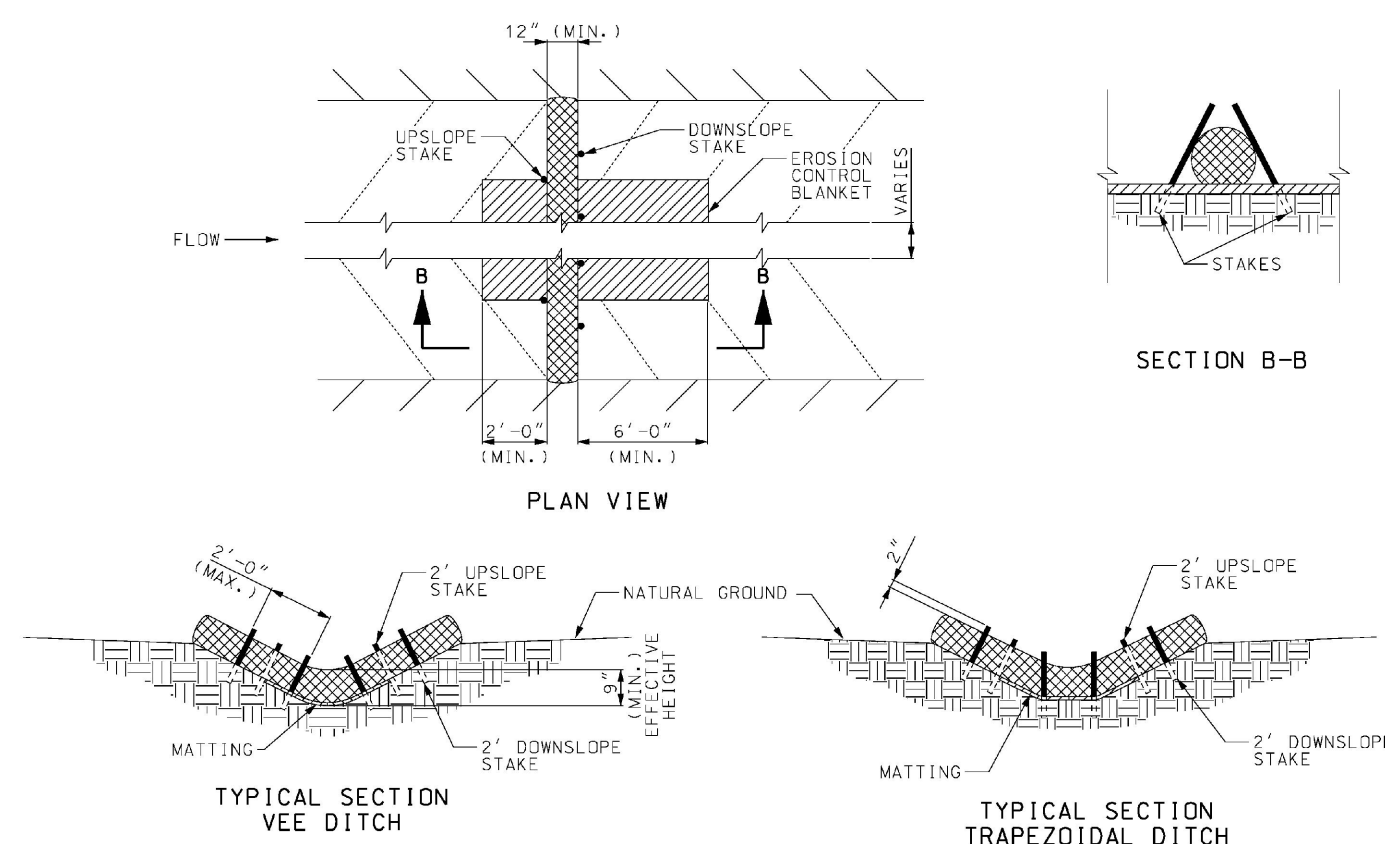 12" (MIN.)
UPSLOPE
STAKE
DOWNSLOPE
STAKE
EROSION
CONTROL
BLANKET
VARIES
FLOW
B
B
2'-0"
(MIN.)
6'-0"
(MIN.)
PLAN VIEW
STAKES
SECTION B-B
2'-0"
(MAX.)
2' UPSLOPE
STAKE
NATURAL GROUND
9"
(MIN.)
EFFECTIVE
HEIGHT
MATTING
2' DOWNSLOPE
STAKE
TYPICAL SECTION
VEE DITCH
2"
2' UPSLOPE
STAKE
MATTING
2' DOWNSLOPE
STAKE
TYPICAL SECTION
TRAPEZOIDAL DITCH